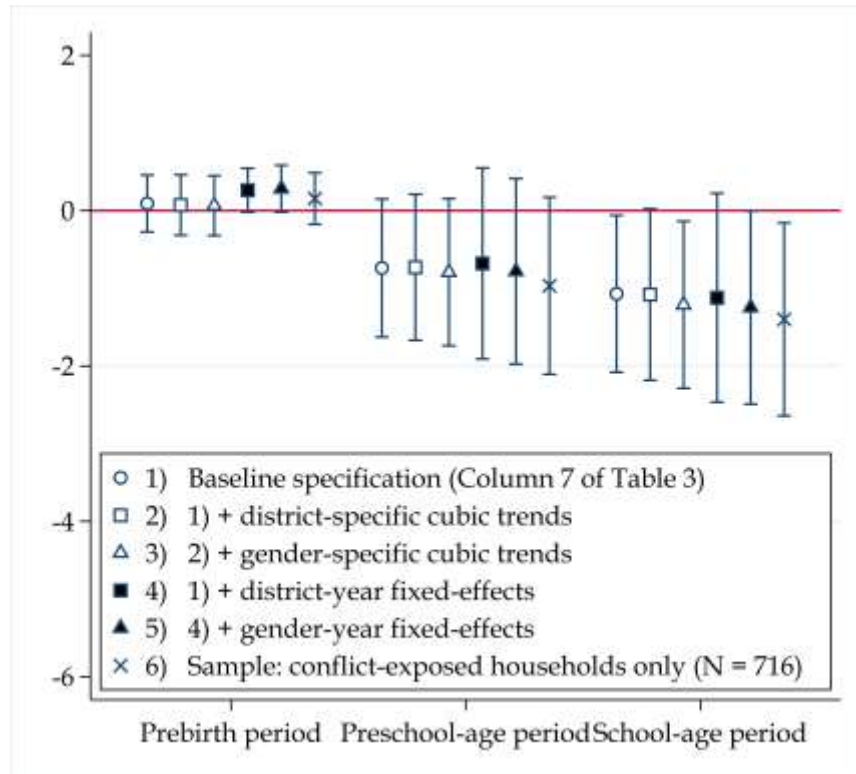 2
0
-2
-4
-6
1) Baseline specification (Column 7 of Table 3)
2) 1) + district-specific cubic trends
3) 2) + gender-specific cubic trends
4) 1) + district-year fixed-effects
5) 4) + gender-year fixed-effects
6) Sample: conflict-exposed households only (N = 716)
Prebirth period Preschool-age period School-age period